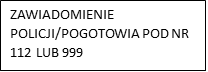 ZAWIADOMIENIE
POLICJI/POGOTOWIA POD NR
112 LUB 999